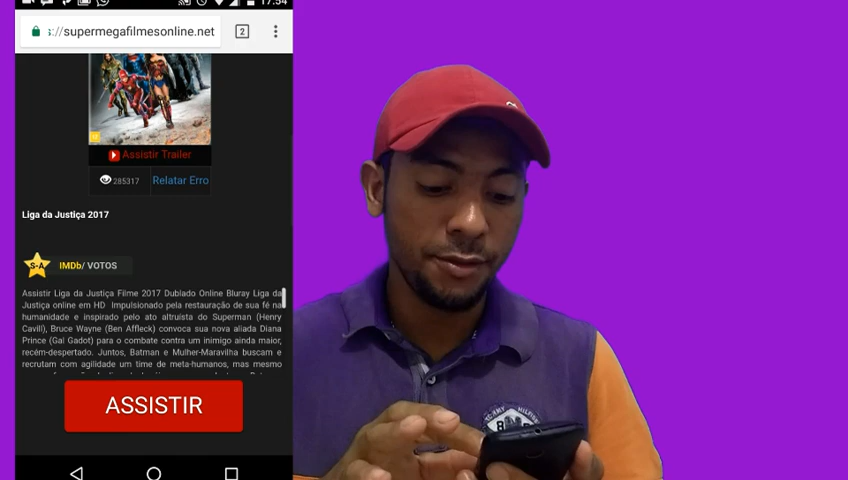 17:54
s://supermegafilmesonline.net
2
Assistir Trailer
285317
Relatar Erro
Liga da Justiça 2017
S-A
IMDb/ VOTOS
Assistir Liga da Justiça Filme 2017 Dublado Online Bluray Liga da
Justiça online em HD Impulsionado pela restauração de sua fé na
humanidade e inspirado pelo ato altruísta do Superman (Henry
Cavill), Bruce Wayne (Ben Affleck) convoca sua nova aliada Diana
Prince (Gal Gadot) para o combate contra um inimigo ainda maior,
recém-despertado. Juntos, Batman e Mulher-Maravilha buscam e
recrutam com agilidade um time de meta-humanos, mas mesmo
ASSISTIR